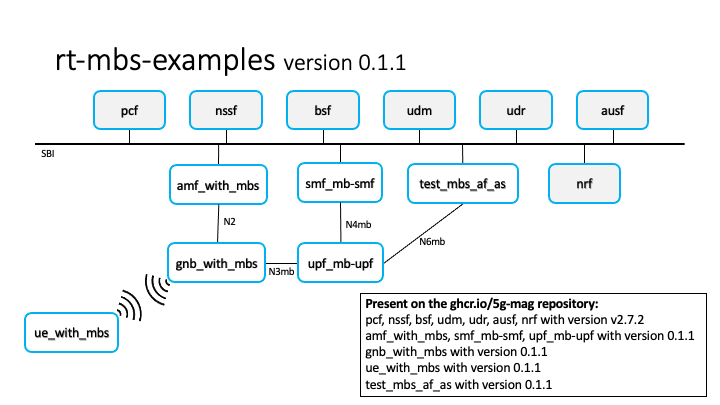 rt-mbs-examples version 0.1.1
pcf
nssf
bsf
udm
udr
ausf
SBI
amf_with_mbs
smf_mb-smf
test_mbs_af_as
nrf
N2
N4mb
N6mb
gnb_with_mbs
N3mb
upf_mb-upf
ue_with_mbs
Present on the ghcr.io/5g-mag repository:
pcf, nssf, bsf, udm, udr, ausf, nrf with version v2.7.2
amf_with_mbs, smf_mb-smf, upf_mb-upf with version 0.1.1
gnb_with_mbs with version 0.1.1
ue_with_mbs with version 0.1.1
test_mbs_af_as with version 0.1.1